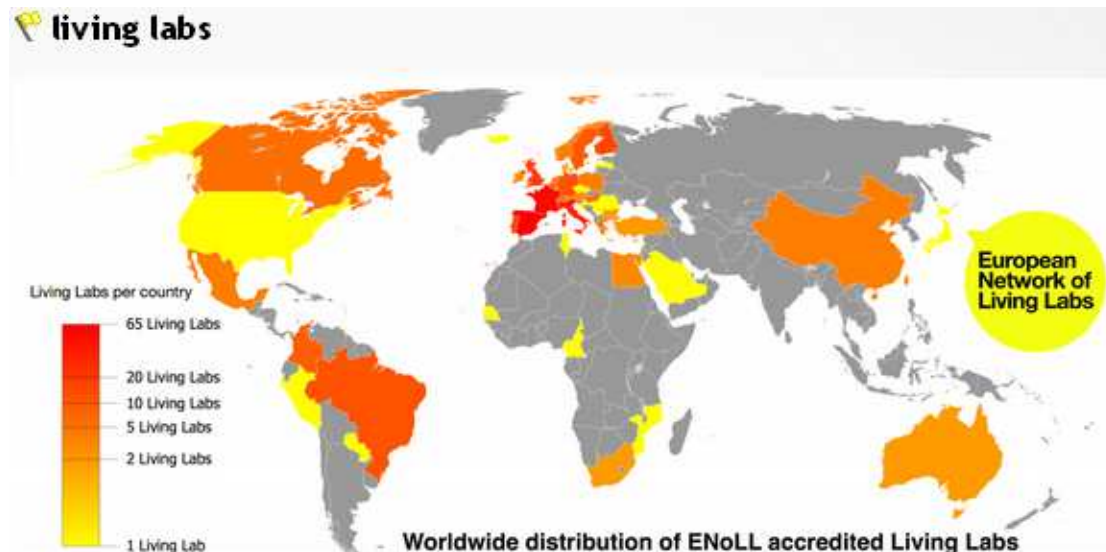 living labs
European
Network of
Living Labs
Living Labs per country
65 Living Labs
20 Living Labs
10 Living Labs
5 Living Labs
2 Living Labs
1 Living Lab
Worldwide distribution of ENoLL accredited Living Labs